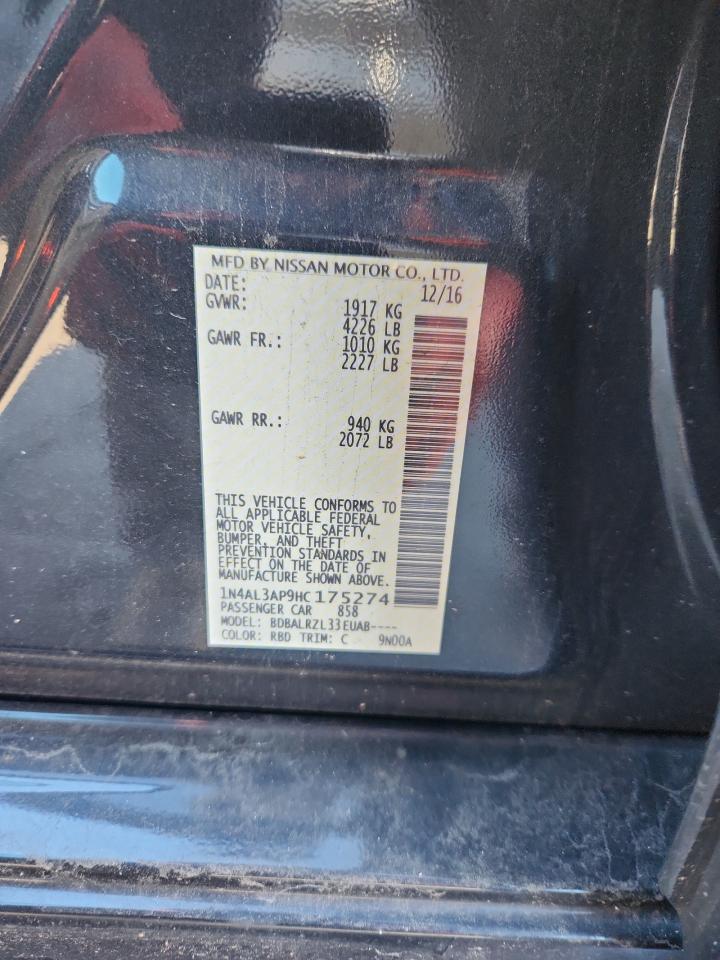 MFD BY NISSAN MOTOR CO., LTD.
DATE: 12/16
GVWR: 1917 KG
4226 LB
GAWR FR.: 1010 KG
2227 LB
GAWR RR.: 940 KG
2072 LB
THIS VEHICLE CONFORMS TO
ALL APPLICABLE FEDERAL
MOTOR VEHICLE SAFETY,
BUMPER, AND THEFT
PREVENTION STANDARDS IN
EFFECT ON THE DATE OF
MANUFACTURE SHOWN ABOVE.
1N4AL3AP9HC175274
PASSENGER CAR 858
MODEL: BDBALRZL33EUAB----
COLOR: RBD TRIM: C 9N00A